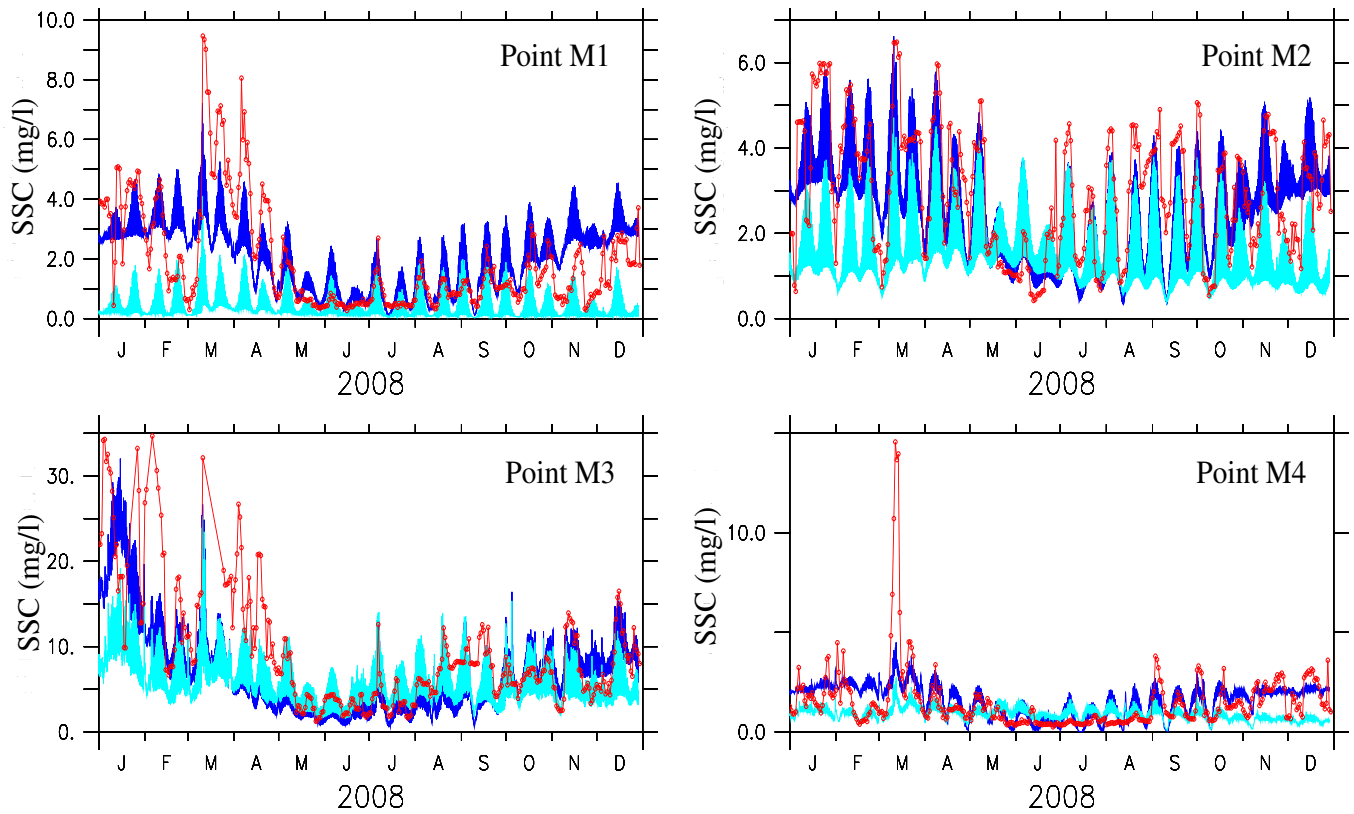 10.0
8.0
6.0
4.0
2.0
0.0
SSC (mg/l)
Point M1
J F M A M J J A S O N D
2008
6.0
4.0
2.0
0.0
SSC (mg/l)
Point M2
J F M A M J J A S O N D
2008
30.
20.
10.
0.
SSC (mg/l)
Point M3
J F M A M J J A S O N D
2008
10.0
0.0
SSC (mg/l)
Point M4
J F M A M J J A S O N D
2008